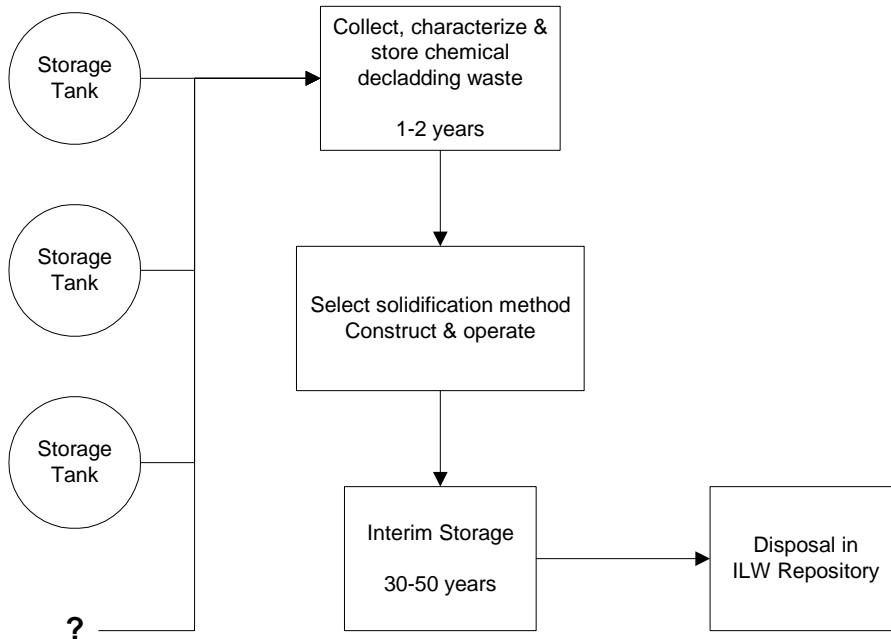 Storage
Tank
Collect, characterize &
store chemical
decladding waste
1-2 years
Storage
Tank
Select solidification method
Construct & operate
Storage
Tank
Interim Storage
30-50 years
Disposal in
ILW Repository
?